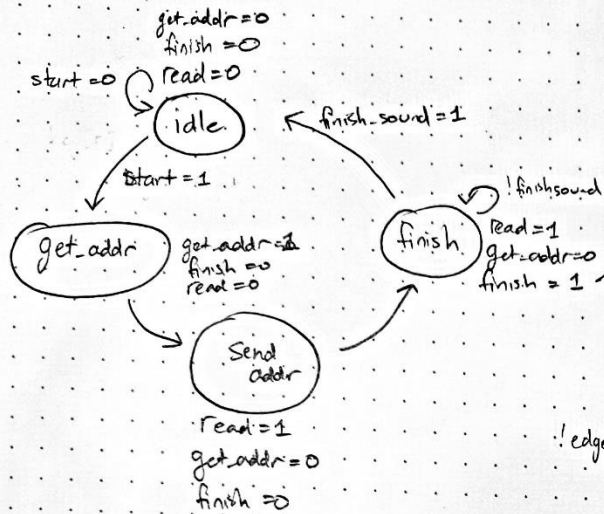 get_addr=0
finish =0
read=0
start =0
idle
finish_sound = 1
start = 1
! finishsound
get_addr
get_addr=1
finish =0
read=0
finish
read=1
get_addr=0
finish = 1
Send
addr
read = 1
get_addr = 0
finish =0
! edge